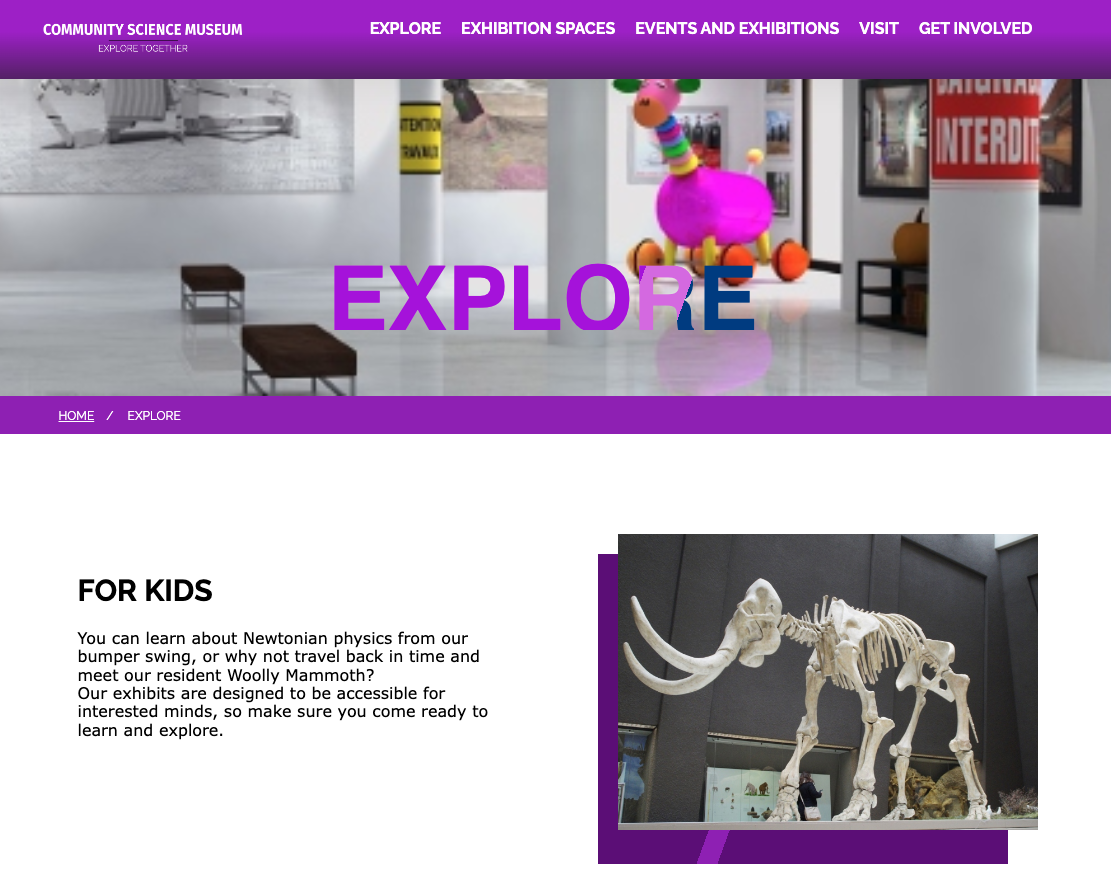 COMMUNITY SCIENCE MUSEUM
EXPLORE TOGETHER
EXPLORE EXHIBITION SPACES EVENTS AND EXHIBITIONS VISIT GET INVOLVED
ATTENTION
TRAVAUX
BAIGNADE
INTERDITE
EXPLORE
HOME / EXPLORE
FOR KIDS
You can learn about Newtonian physics from our
bumper swing, or why not travel back in time and
meet our resident Woolly Mammoth?
Our exhibits are designed to be accessible for
interested minds, so make sure you come ready to
learn and explore.